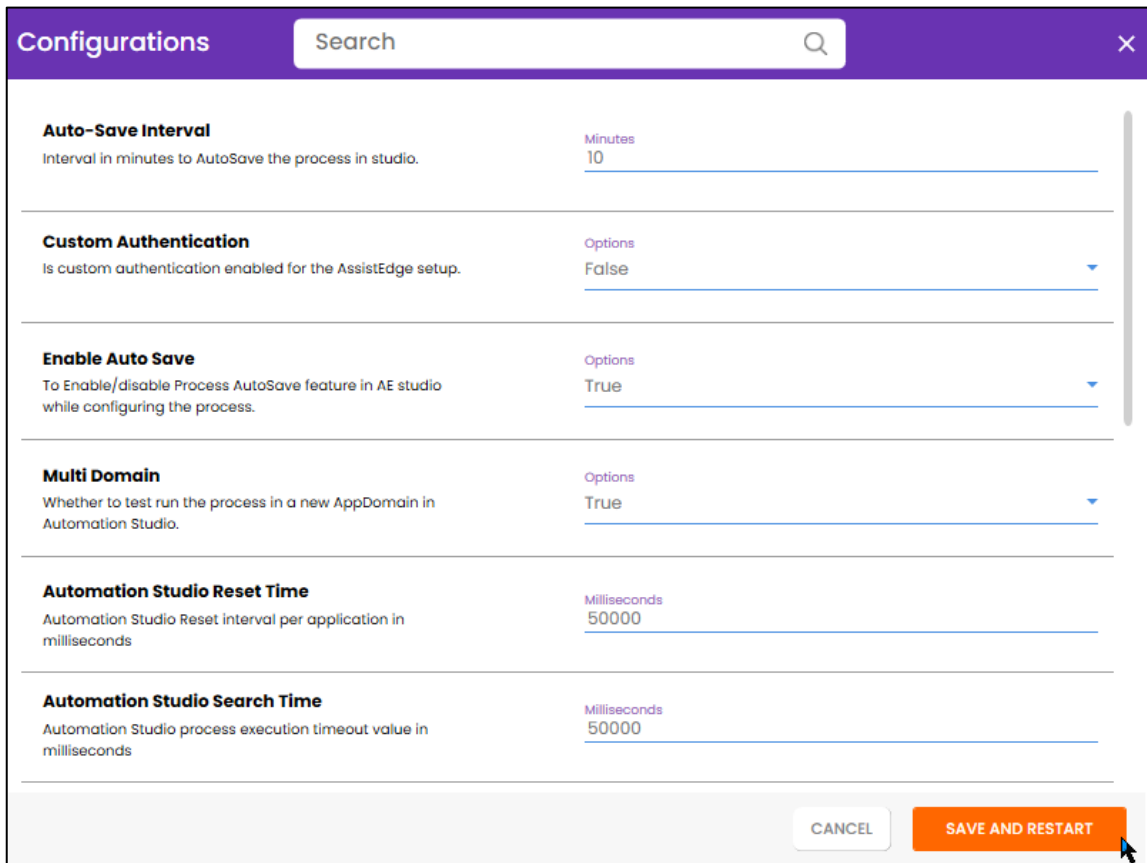 Configurations
Search
Auto-Save Interval
Interval in minutes to AutoSave the process in studio.
Minutes
10
Custom Authentication
Is custom authentication enabled for the AssistEdge setup.
Options
False
Enable Auto Save
To Enable/disable Process AutoSave feature in AE studio
while configuring the process.
Options
True
Multi Domain
Whether to test run the process in a new AppDomain in
Automation Studio.
Options
True
Automation Studio Reset Time
Automation Studio Reset interval per application in
milliseconds
Milliseconds
50000
Automation Studio Search Time
Automation Studio process execution timeout value in
milliseconds
Milliseconds
50000
CANCEL
SAVE AND RESTART